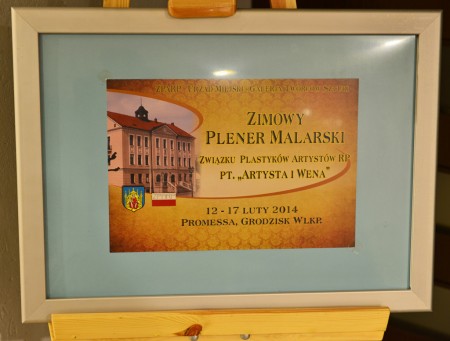 ZIMOWY
PLENER MALARSKI
ZWIĄZKU PLASTYKÓW ARTYSTÓW RP
PT. „ARTYSTA I WENA"
12 - 17 LUTY 2014
PROMESSA, GRODZISK WLKP.